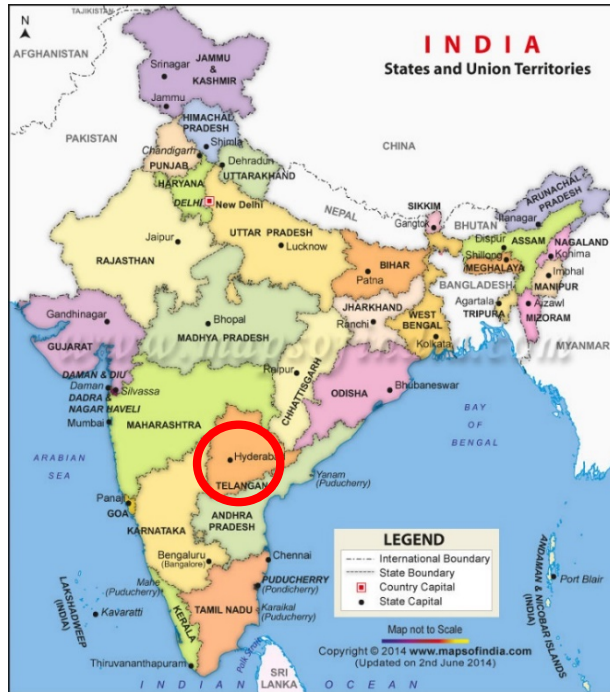 TAJIKISTAN
N
AFGHANISTAN
INDIA
States and Union Territories
JAMMU
& KASHMIR
Srinagar
Jammu
HIMACHAL
PRADESH
Shimla
PAKISTAN
CHINA
Chandigarh
PUNJAB
Dehradun
UTTARAKHAND
HARYANA
DELHI
New Delhi
NEPAL
SIKKIM
Gangtok
BHUTAN
ARUNACHAL
PRADESH
Itanagar
Jaipur
RAJASTHAN
UTTAR PRADESH
Lucknow
BIHAR
Patna
Dispur
ASSAM
NAGALAND
Kohima
Shillong
MEGHALAYA
Imphal
MANIPUR
BANGLADESH
Agartala
TRIPURA
Aizawl
MIZORAM
MYANMAR
Gandhinagar
GUJARAT
Bhopal
MADHYA PRADESH
JHARKHAND
Ranchi
WEST
BENGAL
Kolkata
www.mapsofindia.com
DAMAN & DIU
Daman
Silvassa
DADRA &
NAGAR HAVELI
Mumbai
Raipur
CHHATTISGARH
ODISHA
Bhubaneswar
MAHARASHTRA
ARABIAN
SEA
BAY
OF
BENGAL
Hyderaba
TELANGAN
Yanam
(Puducherry)
Panaji
GOA
KARNATAKA
ANDHRA
PRADESH
Bengaluru
(Bangalore)
Chennai
Mahe
(Puducherry)
PUDUCHERRY
(Pondicherry)
Karaikal
(Puducherry)
TAMIL NADU
KERALA
LAKSHADWEEP
(INDIA)
Kavaratti
Thiruvananthapuram
Palk Strait
SRI
LANKA
INDIAN OCEAN
ANDAMAN & NICOBAR ISLANDS
(INDIA)
Port Blair
LEGEND
International Boundary
State Boundary
Country Capital
State Capital
Map not to Scale
Copyright © 2014 www.mapsofindia.com
(Updated on 2nd June 2014)